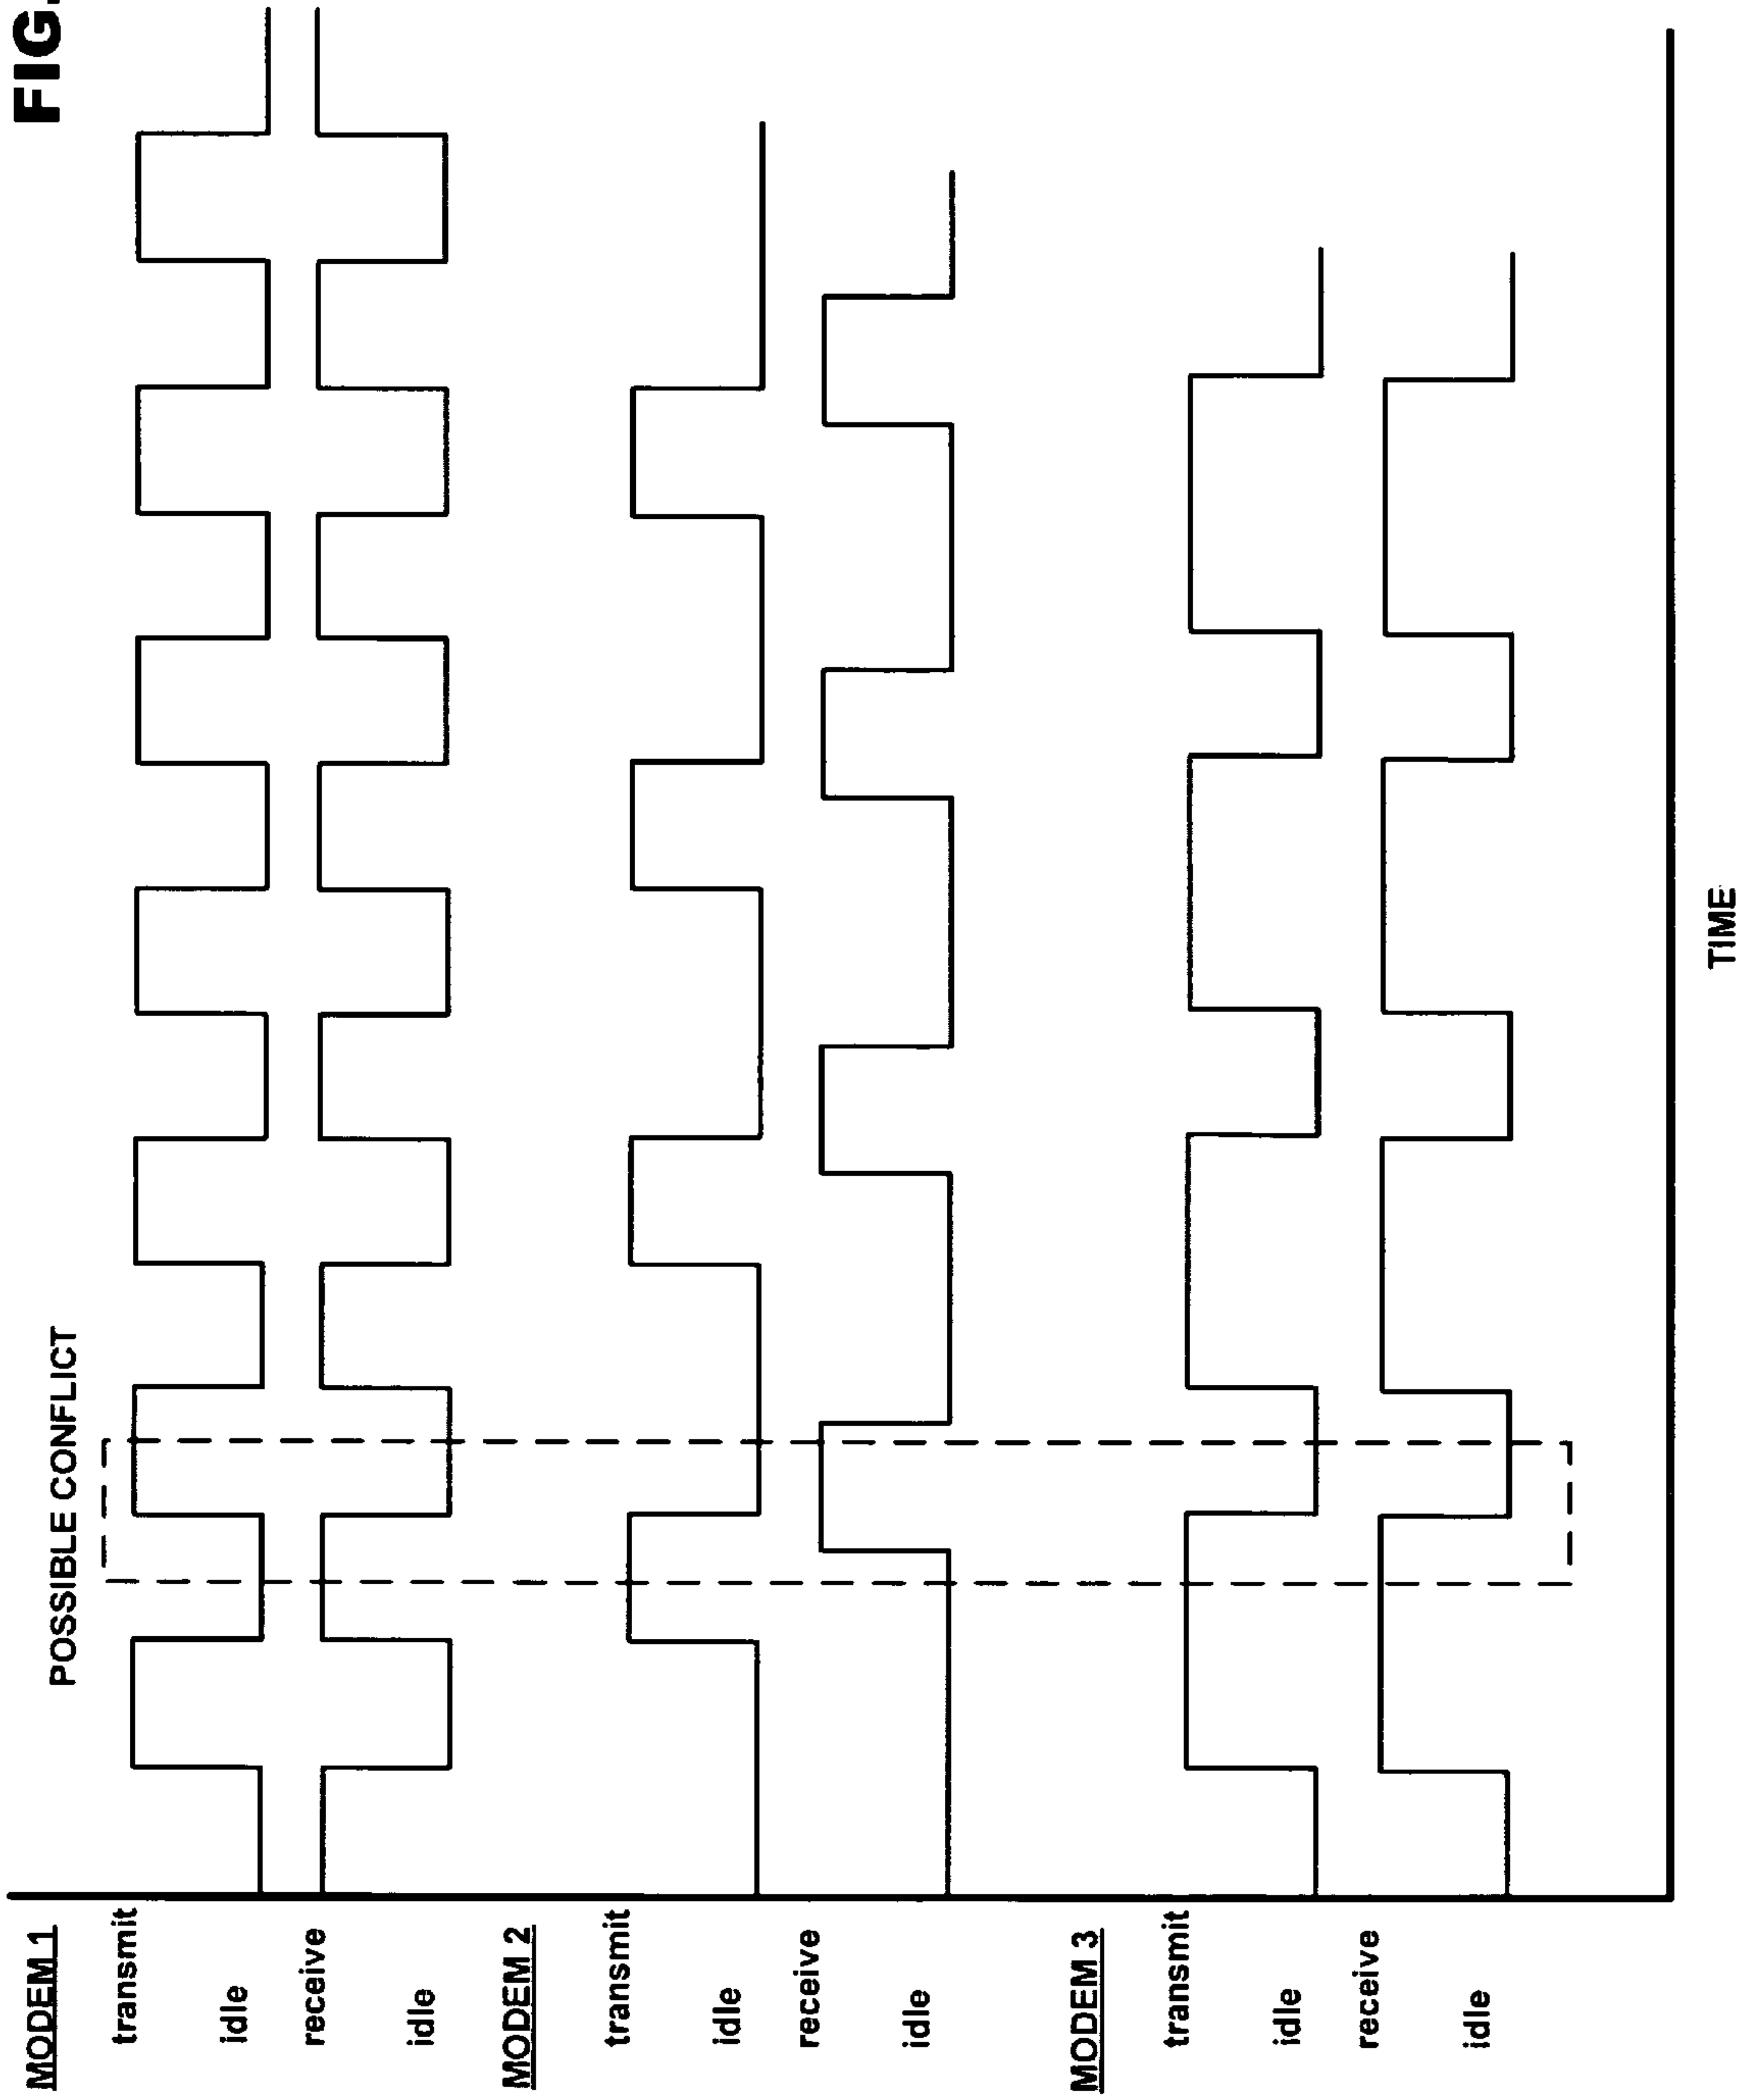 FIG.
POSSIBLE CONFLICT
MODEM 1
transmit
idle
receive
idle
MODEM 2
transmit
idle
receive
idle
MODEM 3
transmit
idle
receive
idle
TIME